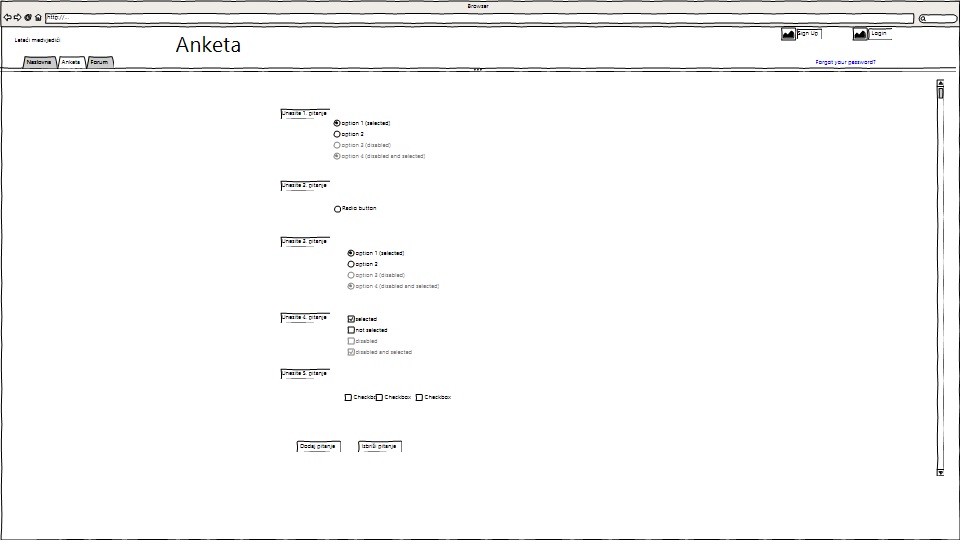 Browser
http://...
@
Leteći medvjedići
Anketa
Sign Up
Login
Naslovna
Anketa
Forum
Forgot your password?
Unesite 1. pitanje
option 1 (selected)
option 2
option 3 (disabled)
option 4 (disabled and selected)
Unesite 2. pitanje
Radio button
Unesite 3. pitanje
option 1 (selected)
option 2
option 3 (disabled)
option 4 (disabled and selected)
Unesite 4. pitanje
selected
not selected
disabled
disabled and selected
Unesite 5. pitanje
Checkbo Checkbox Checkbox
Dodaj pitanje
Izbriši pitanje